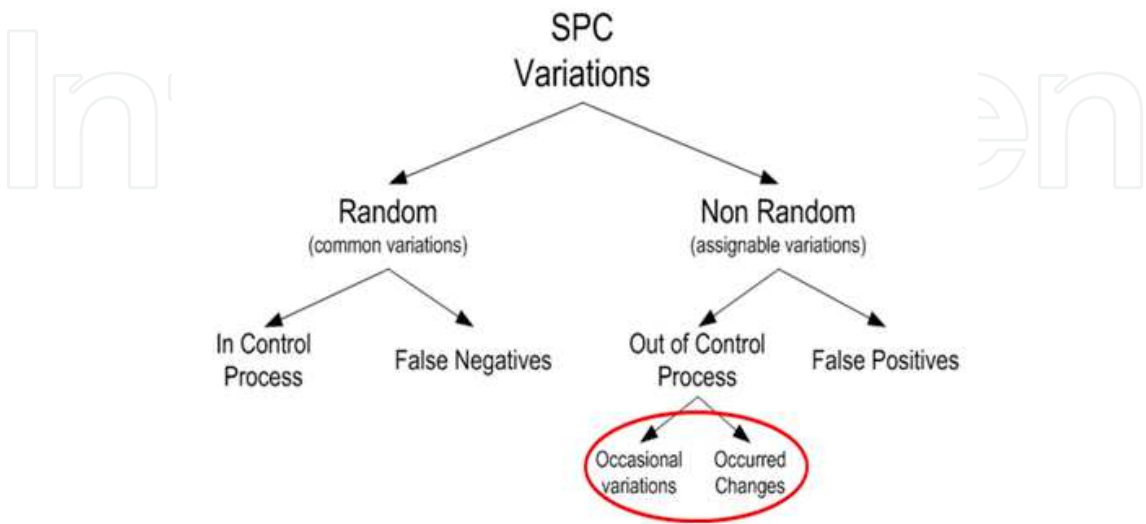 SPC
Variations
Random
(common variations)
Non Random
(assignable variations)
In Control
Process
False Negatives
Out of Control
Process
False Positives
Occasional
variations
Occurred
Changes